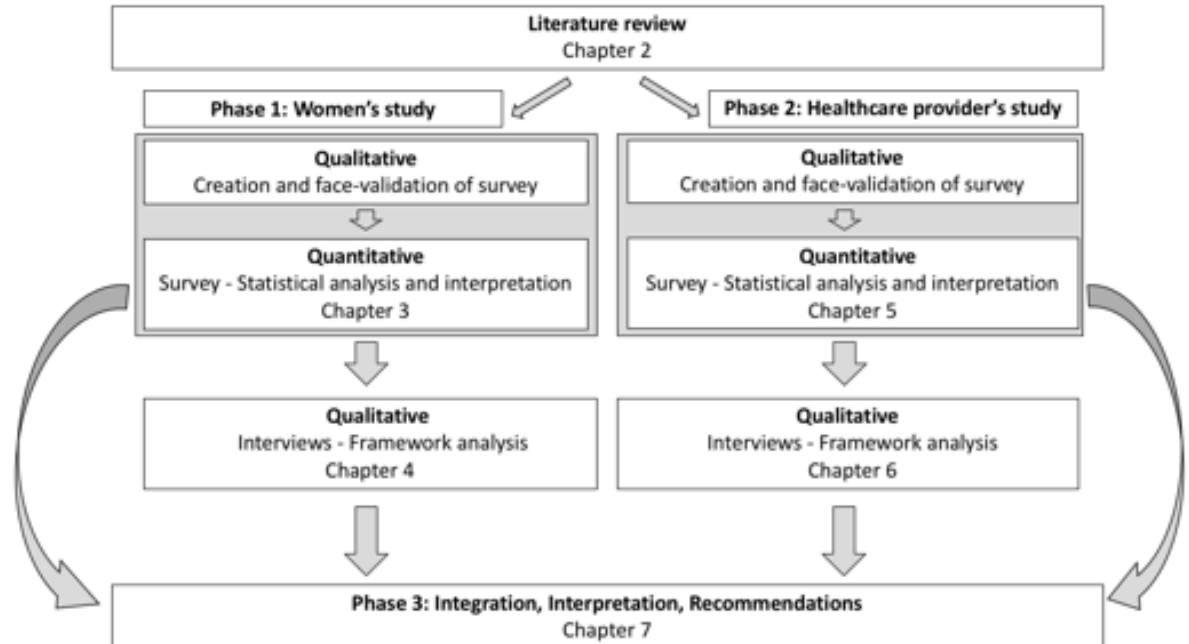 Literature review
Chapter 2
Phase 1: Women's study
Phase 2: Healthcare provider's study
Qualitative
Creation and face-validation of survey
Qualitative
Creation and face-validation of survey
Quantitative
Survey - Statistical analysis and interpretation
Chapter 3
Quantitative
Survey - Statistical analysis and interpretation
Chapter 5
Qualitative
Interviews - Framework analysis
Chapter 4
Qualitative
Interviews - Framework analysis
Chapter 6
Phase 3: Integration, Interpretation, Recommendations
Chapter 7